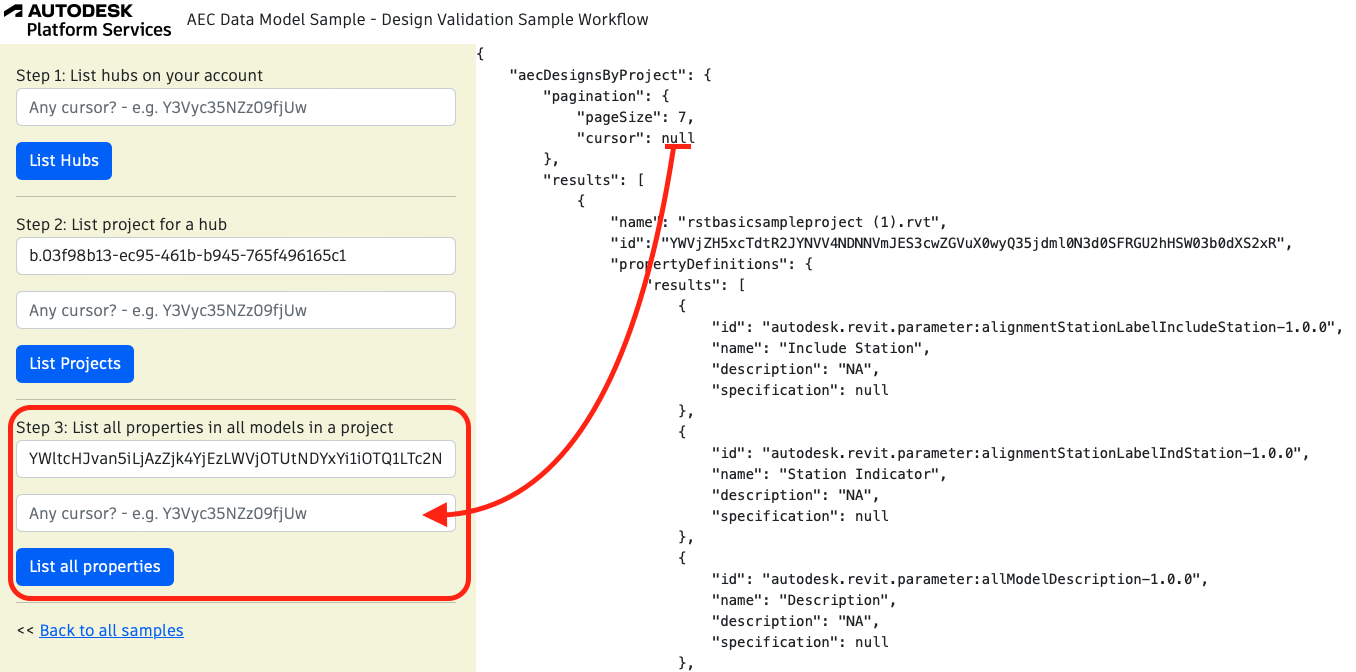 AUTODESK
Platform Services
AEC Data Model Sample - Design Validation Sample Workflow
Step 1: List hubs on your account
Any cursor? - e.g. Y3Vyc35NZz09fjUw
List Hubs
Step 2: List project for a hub
b.03f98b13-ec95-461b-b945-765f496165c1
Any cursor? - e.g. Y3Vyc35NZz09fjUw
List Projects
Step 3: List all properties in all models in a project
YWltcHJvan5iLjAzZjk4YjEzLWVjOTUtNDYxYi1iOTQ1LTc2N
Any cursor? - e.g. Y3Vyc35NZz09fjUw
List all properties
<< Back to all samples
{
"aecDesignsByProject": {
"pagination": {
"pageSize": 7,
"cursor": null
},
"results": [
{
"name": "rstbasicsampleproject (1).rvt",
"id": "YWVjZH5xcTdtR2JYNVV4NDNNVmJES3cwZGVuX0wyQ35jdml0N3d0SFRGU2hHSW03b0dXS2xR",
"propertyDefinitions": {
"results": [
{
"id": "autodesk.revit.parameter:alignmentStationLabelIncludeStation-1.0.0",
"name": "Include Station",
"description": "NA",
"specification": null
},
{
"id": "autodesk.revit.parameter:alignmentStationLabelIndStation-1.0.0",
"name": "Station Indicator",
"description": "NA",
"specification": null
},
{
"id": "autodesk.revit.parameter:allModelDescription-1.0.0",
"name": "Description",
"description": "NA",
"specification": null
},